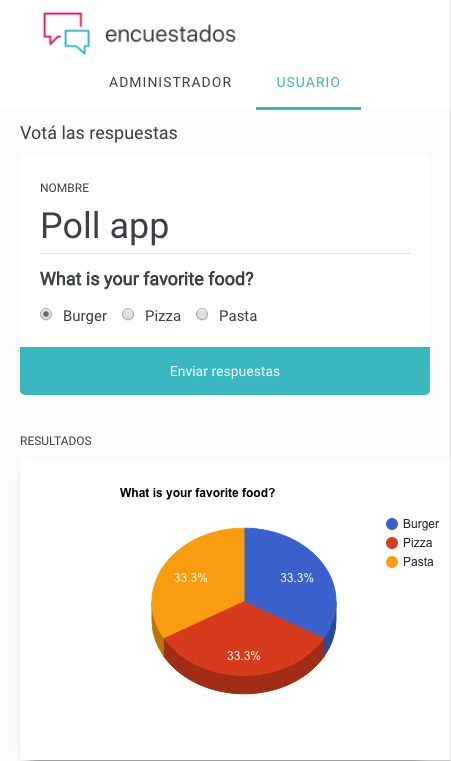 encuestados
ADMINISTRADOR USUARIO
Votá las respuestas
NOMBRE
Poll app
What is your favorite food?
Burger Pizza Pasta
Enviar respuestas
RESULTADOS
What is your favorite food?
Burger
Pizza
Pasta
33.3% 33.3%
33.3%